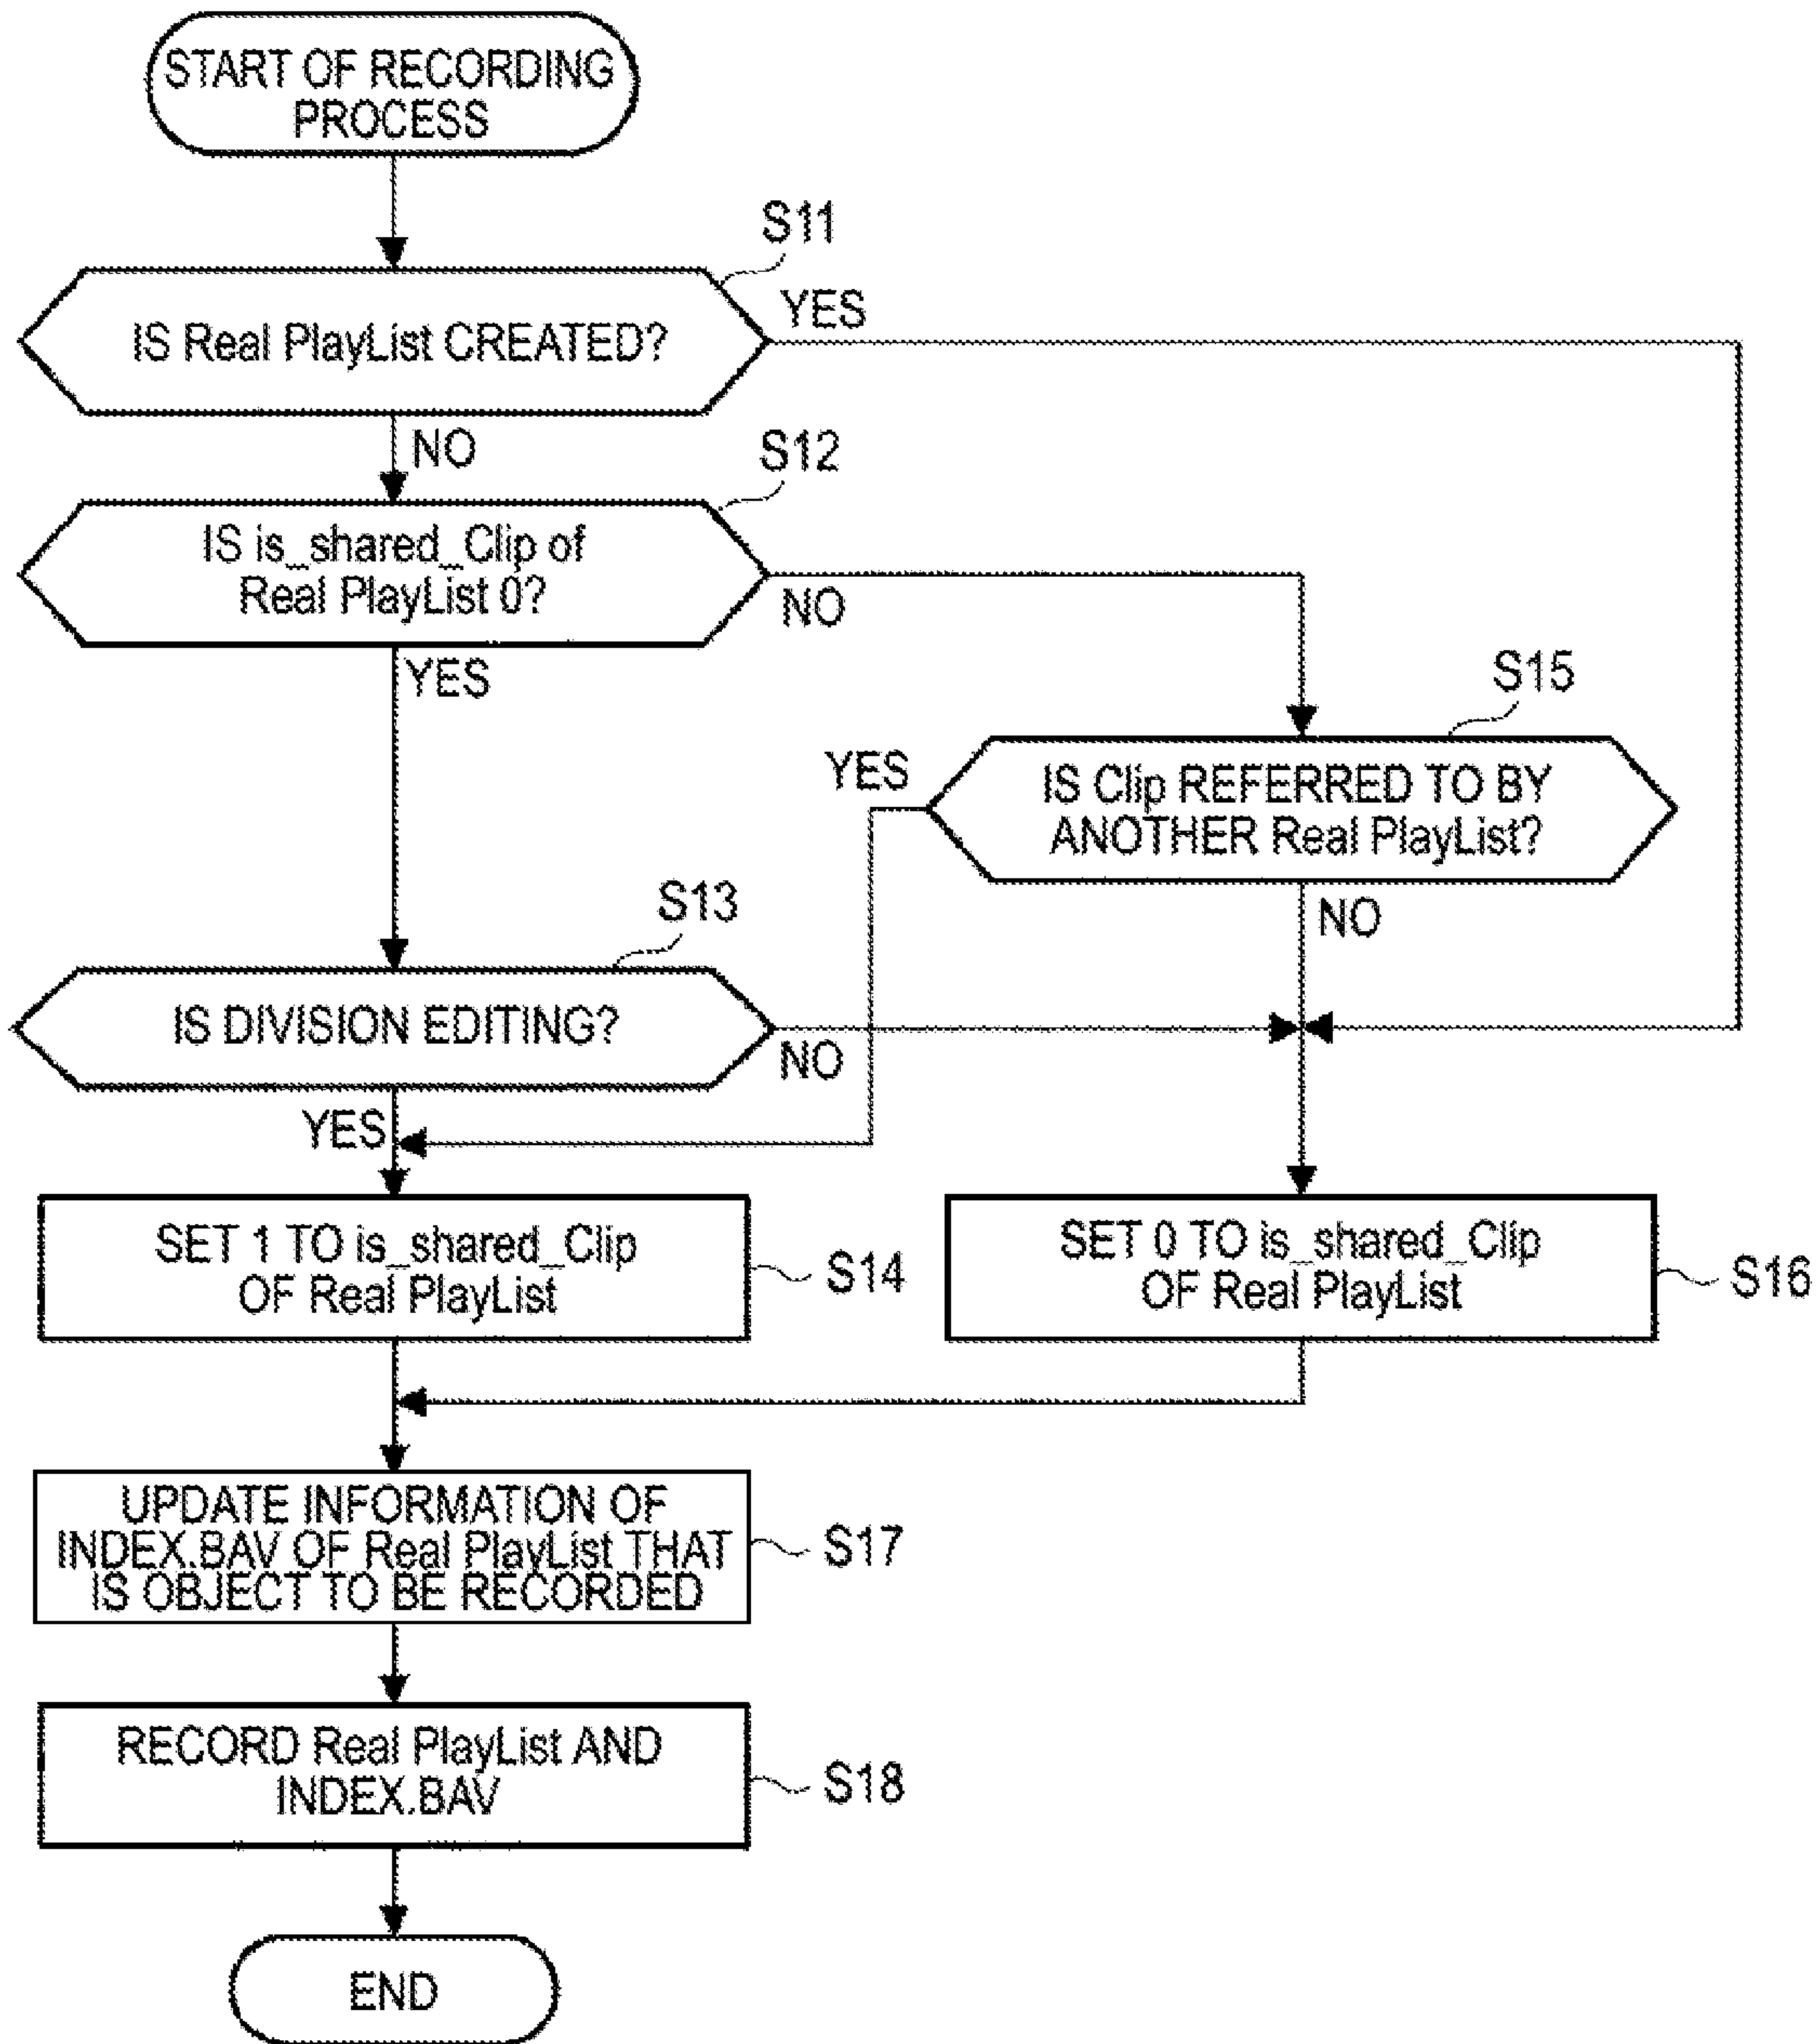 START OF RECORDING
PROCESS
S11
IS Real PlayList CREATED?
YES
NO
S12
IS is_shared_Clip of
Real PlayList 0?
NO
YES
S15
YES
IS Clip REFERRED TO BY
ANOTHER Real PlayList?
NO
S13
IS DIVISION EDITING?
NO
YES
SET 1 TO is_shared_Clip
OF Real PlayList
S14
SET 0 TO is_shared_Clip
OF Real PlayList
S16
UPDATE INFORMATION OF
INDEX.BAV OF Real PlayList THAT
IS OBJECT TO BE RECORDED
S17
RECORD Real PlayList AND
INDEX.BAV
S18
END